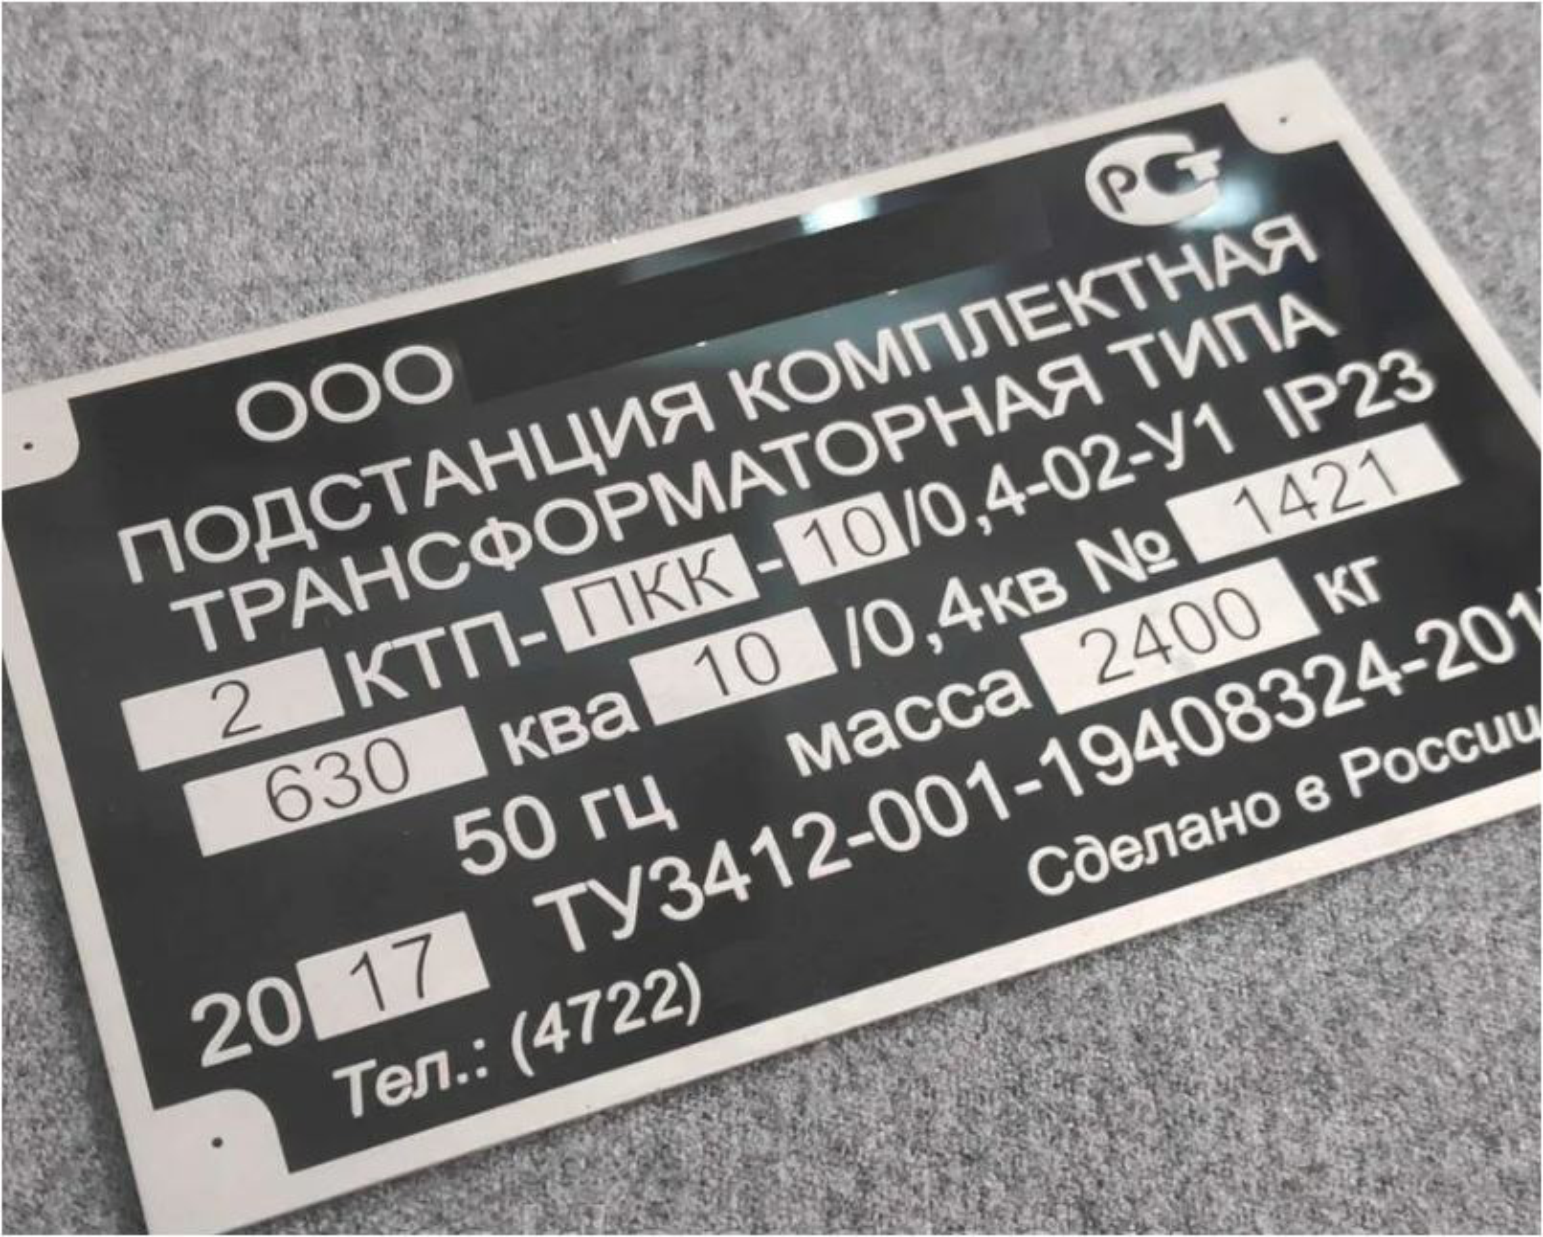 РСТ
ООО
ПОДСТАНЦИЯ КОМПЛЕКТНАЯ
ТРАНСФОРМАТОРНАЯ ТИПА
2 КТП-ПКК-10/0,4-02-У1 IP23
630 ква 10/0,4кв № 1421
50 гц масса 2400 кг
2017 ТУ3412-001-19408324-201
Тел.: (4722) Сделано в России